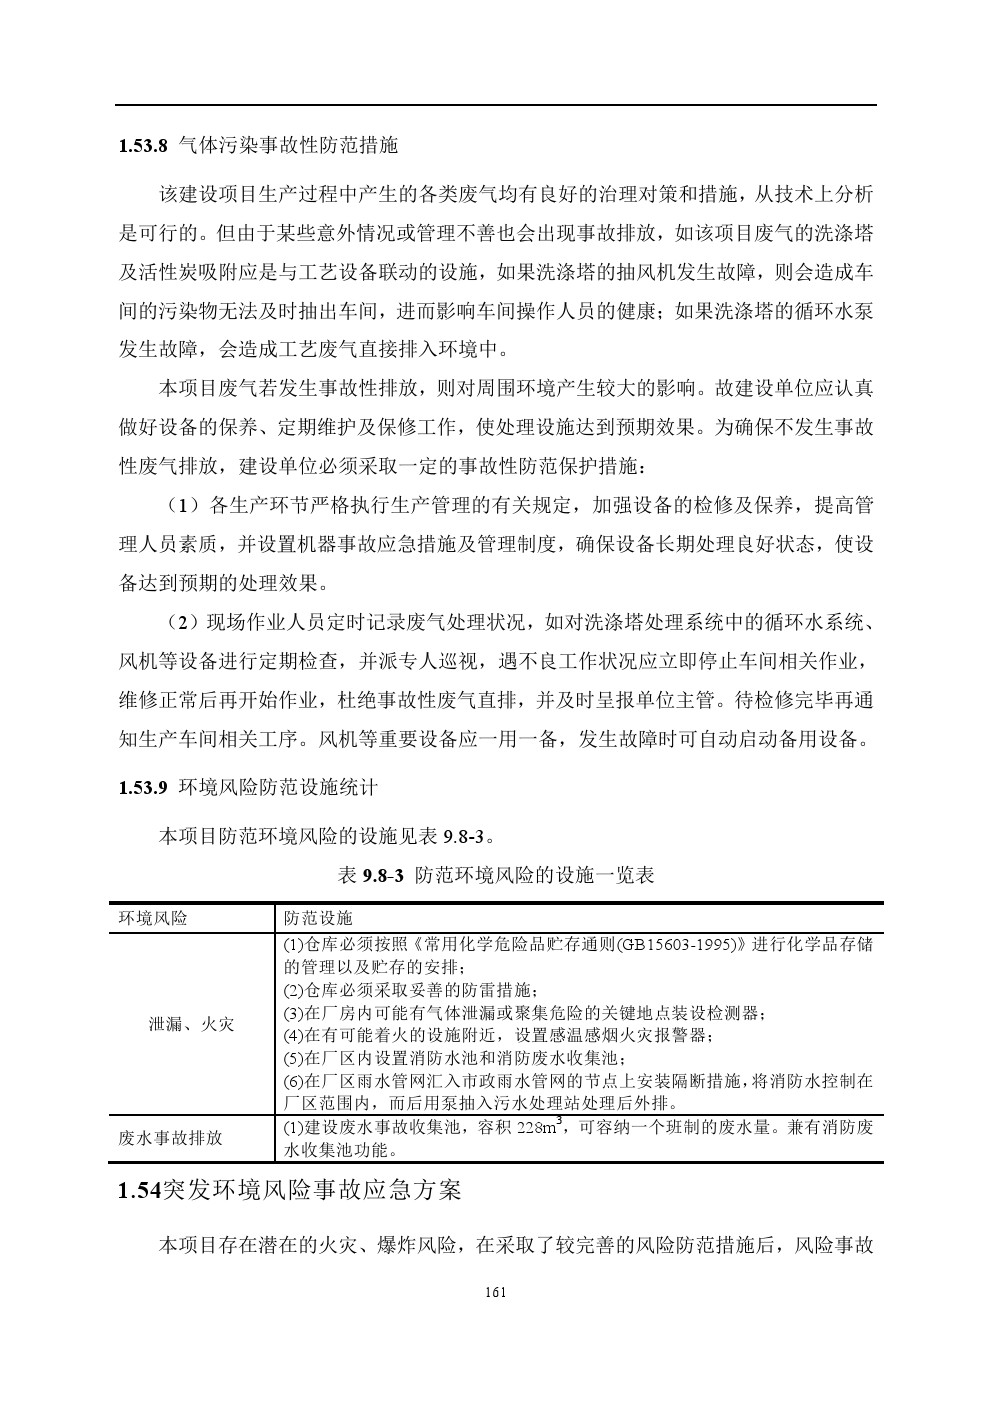 1.53.8 气体污染事故性防范措施
该建设项目生产过程中产生的各类废气均有良好的治理对策和措施，从技术上分析
是可行的。但由于某些意外情况或管理不善也会出现事故排放，如该项目废气的洗涤塔
及活性炭吸附应是与工艺设备联动的设施，如果洗涤塔的抽风机发生故障，则会造成车
间的污染物无法及时抽出车间，进而影响车间操作人员的健康；如果洗涤塔的循环水泵
发生故障，会造成工艺废气直接排入环境中。
本项目废气若发生事故性排放，则对周围环境产生较大的影响。故建设单位应认真
做好设备的保养、定期维护及保修工作，使处理设施达到预期效果。为确保不发生事故
性废气排放，建设单位必须采取一定的事故性防范保护措施：
（1）各生产环节严格执行生产管理的有关规定，加强设备的检修及保养，提高管
理人员素质，并设置机器事故应急措施及管理制度，确保设备长期处理良好状态，使设
备达到预期的处理效果。
（2）现场作业人员定时记录废气处理状况，如对洗涤塔处理系统中的循环水系统、
风机等设备进行定期检查，并派专人巡视，遇不良工作状况应立即停止车间相关作业，
维修正常后再开始作业，杜绝事故性废气直排，并及时呈报单位主管。待检修完毕再通
知生产车间相关工序。风机等重要设备应一用一备，发生故障时可自动启动备用设备。
1.53.9 环境风险防范设施统计
本项目防范环境风险的设施见表 9.8-3。
表 9.8-3 防范环境风险的设施一览表
环境风险 防范设施
泄漏、火灾
(1)仓库必须按照《常用化学危险品贮存通则(GB15603-1995)》进行化学品存储
的管理以及贮存的安排；
(2)仓库必须采取妥善的防雷措施；
(3)在厂房内可能有气体泄漏或聚集危险的关键地点装设检测器；
(4)在有可能着火的设施附近，设置感温感烟火灾报警器；
(5)在厂区内设置消防水池和消防废水收集池；
(6)在厂区雨水管网汇入市政雨水管网的节点上安装隔断措施，将消防水控制在
厂区范围内，而后用泵抽入污水处理站处理后外排。
废水事故排放
(1)建设废水事故收集池，容积 228m³，可容纳一个班制的废水量。兼有消防废
水收集池功能。
1.54突发环境风险事故应急方案
本项目存在潜在的火灾、爆炸风险，在采取了较完善的风险防范措施后，风险事故
161